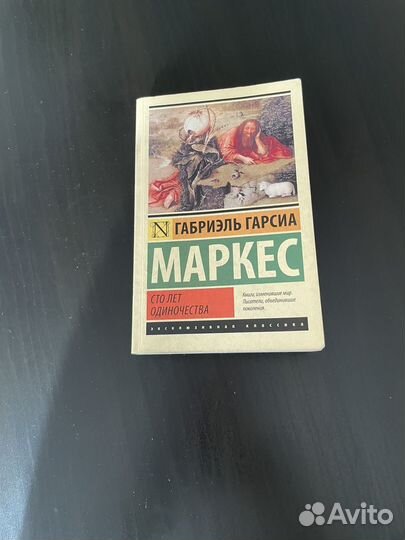 N ГАБРИЭЛЬ ГАРСИА
МАРКЕС
СТО ЛЕТ
ОДИНОЧЕСТВА
Книги, изменившие мир.
Писатели, объединившие
поколения.
ЭКСКЛЮЗИВНАЯ КЛАССИКА
Avito